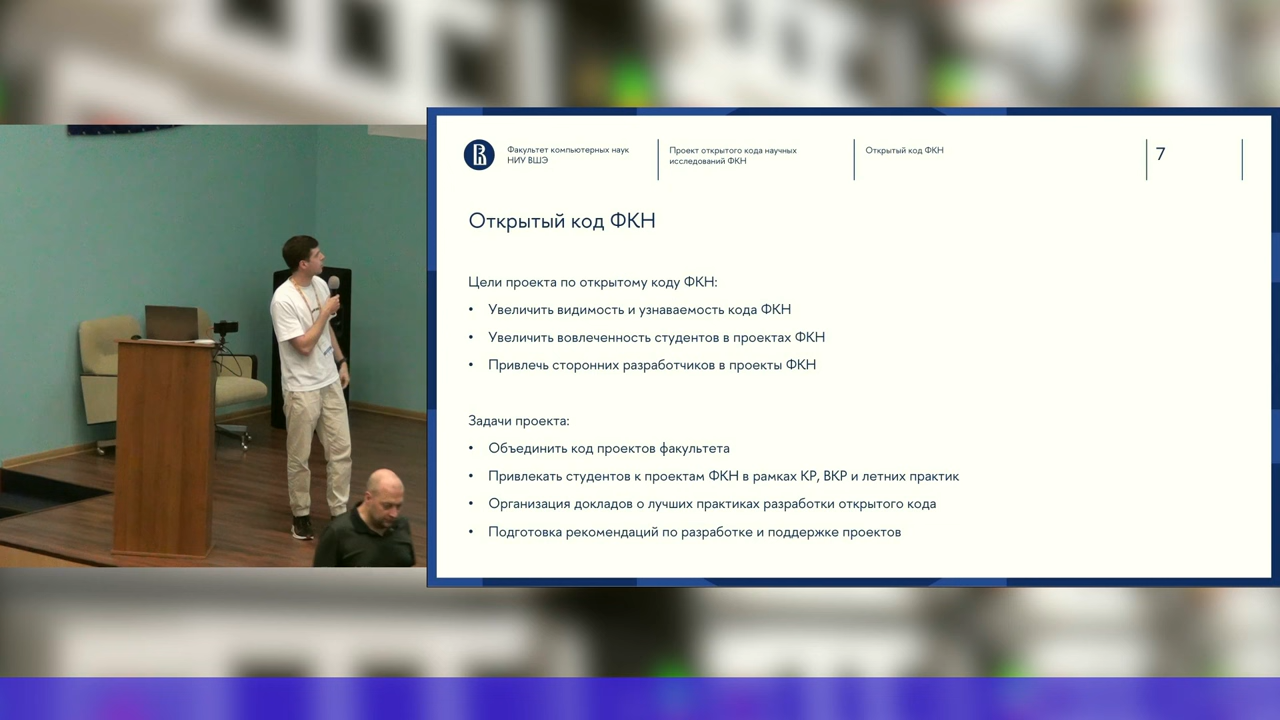 Факультет компьютерных наук
НИУ ВШЭ
Проект открытого кода научных
исследований ФКН
Открытый код ФКН
7
Открытый код ФКН
Цели проекта по открытому коду ФКН:
• Увеличить видимость и узнаваемость кода ФКН
• Увеличить вовлеченность студентов в проектах ФКН
• Привлечь сторонних разработчиков в проекты ФКН
Задачи проекта:
• Объединить код проектов факультета
• Привлекать студентов к проектам ФКН в рамках КР, ВКР и летних практик
• Организация докладов о лучших практиках разработки открытого кода
• Подготовка рекомендаций по разработке и поддержке проектов